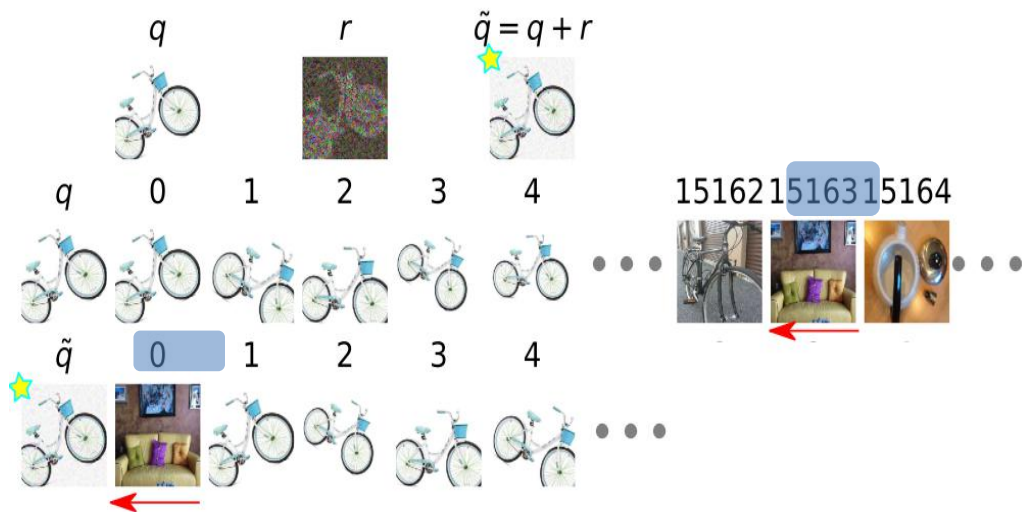 q r q̃ = q + r
q 0 1 2 3 4 15162 15163 15164
q̃ 0 1 2 3 4